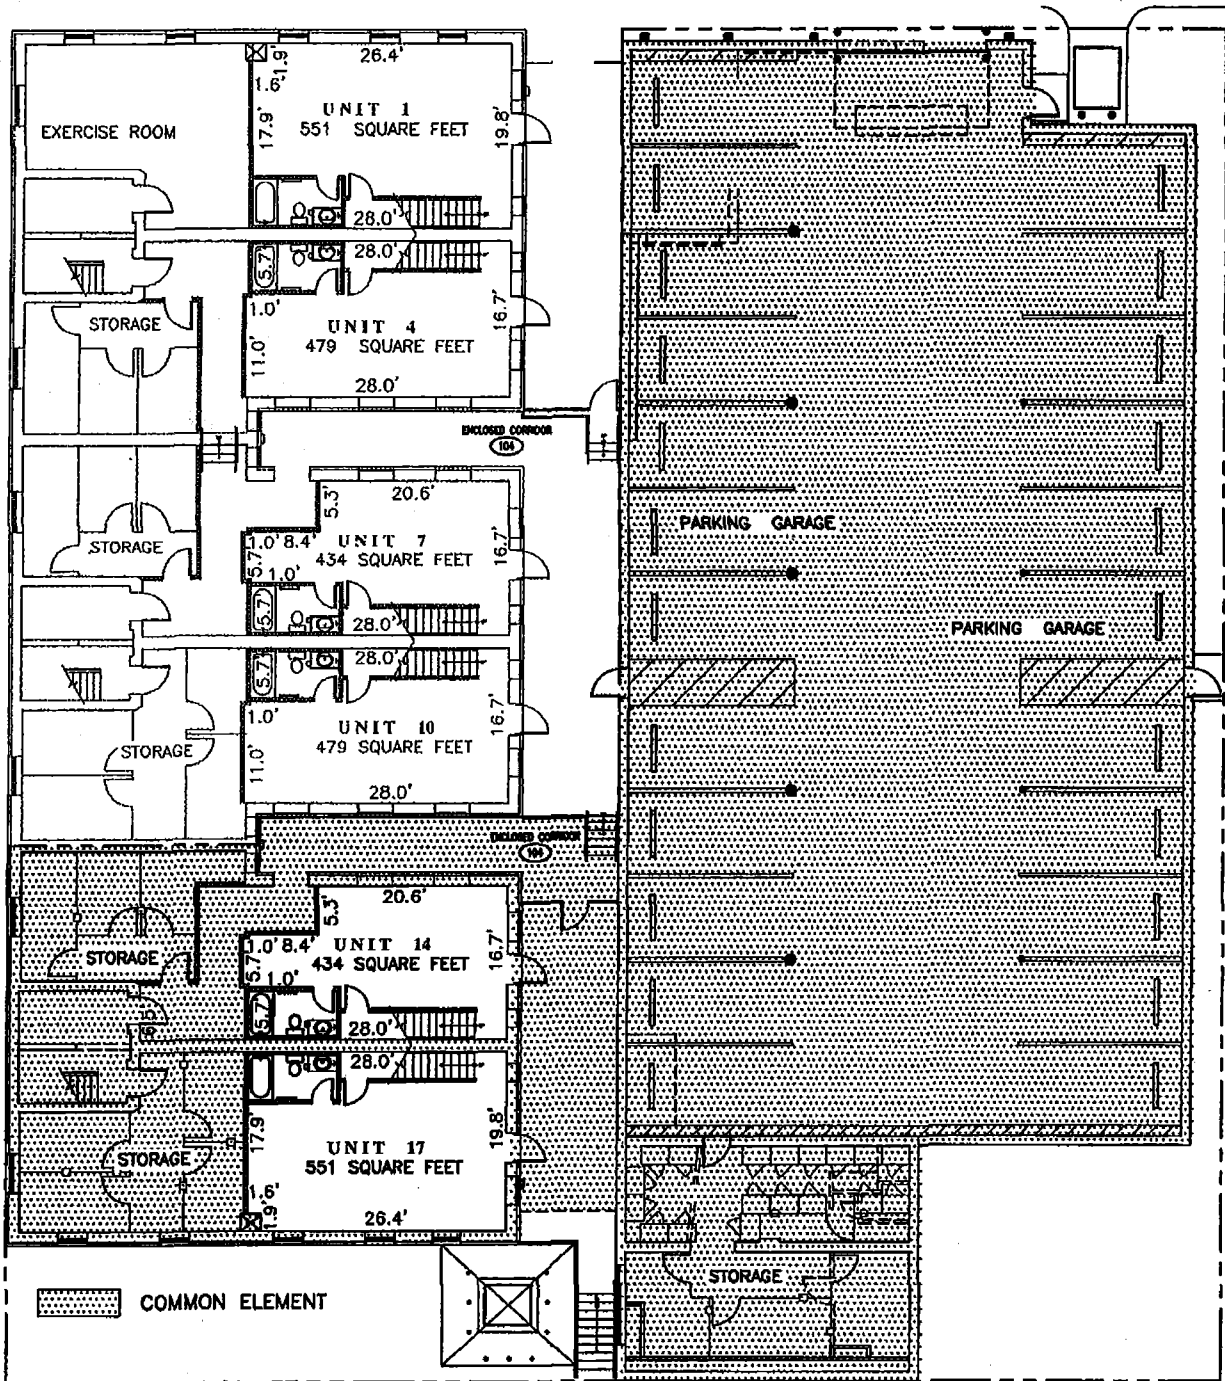 26.4'
1.9'
1.6'
UNIT 1
551 SQUARE FEET
17.9'
19.8'
EXERCISE ROOM
28.0'
28.0'
5.7'
1.0'
STORAGE
UNIT 4
479 SQUARE FEET
16.7'
11.0'
28.0'
ENCLOSED CORRIDOR
104
20.6'
5.3'
PARKING GARAGE
1.0' 8.4'
UNIT 7
434 SQUARE FEET
16.7'
STORAGE
5.7'
1.0'
5.7'
28.0'
PARKING GARAGE
28.0'
5.7'
1.0'
UNIT 10
479 SQUARE FEET
16.7'
STORAGE
11.0'
28.0'
ENCLOSED CORRIDOR
104
20.6'
5.3'
1.0' 8.4'
UNIT 14
434 SQUARE FEET
16.7'
STORAGE
5.7'
1.0'
5.7'
28.0'
28.0'
17.9'
UNIT 17
551 SQUARE FEET
19.8'
STORAGE
1.6'
1.9'
26.4'
STORAGE
COMMON ELEMENT